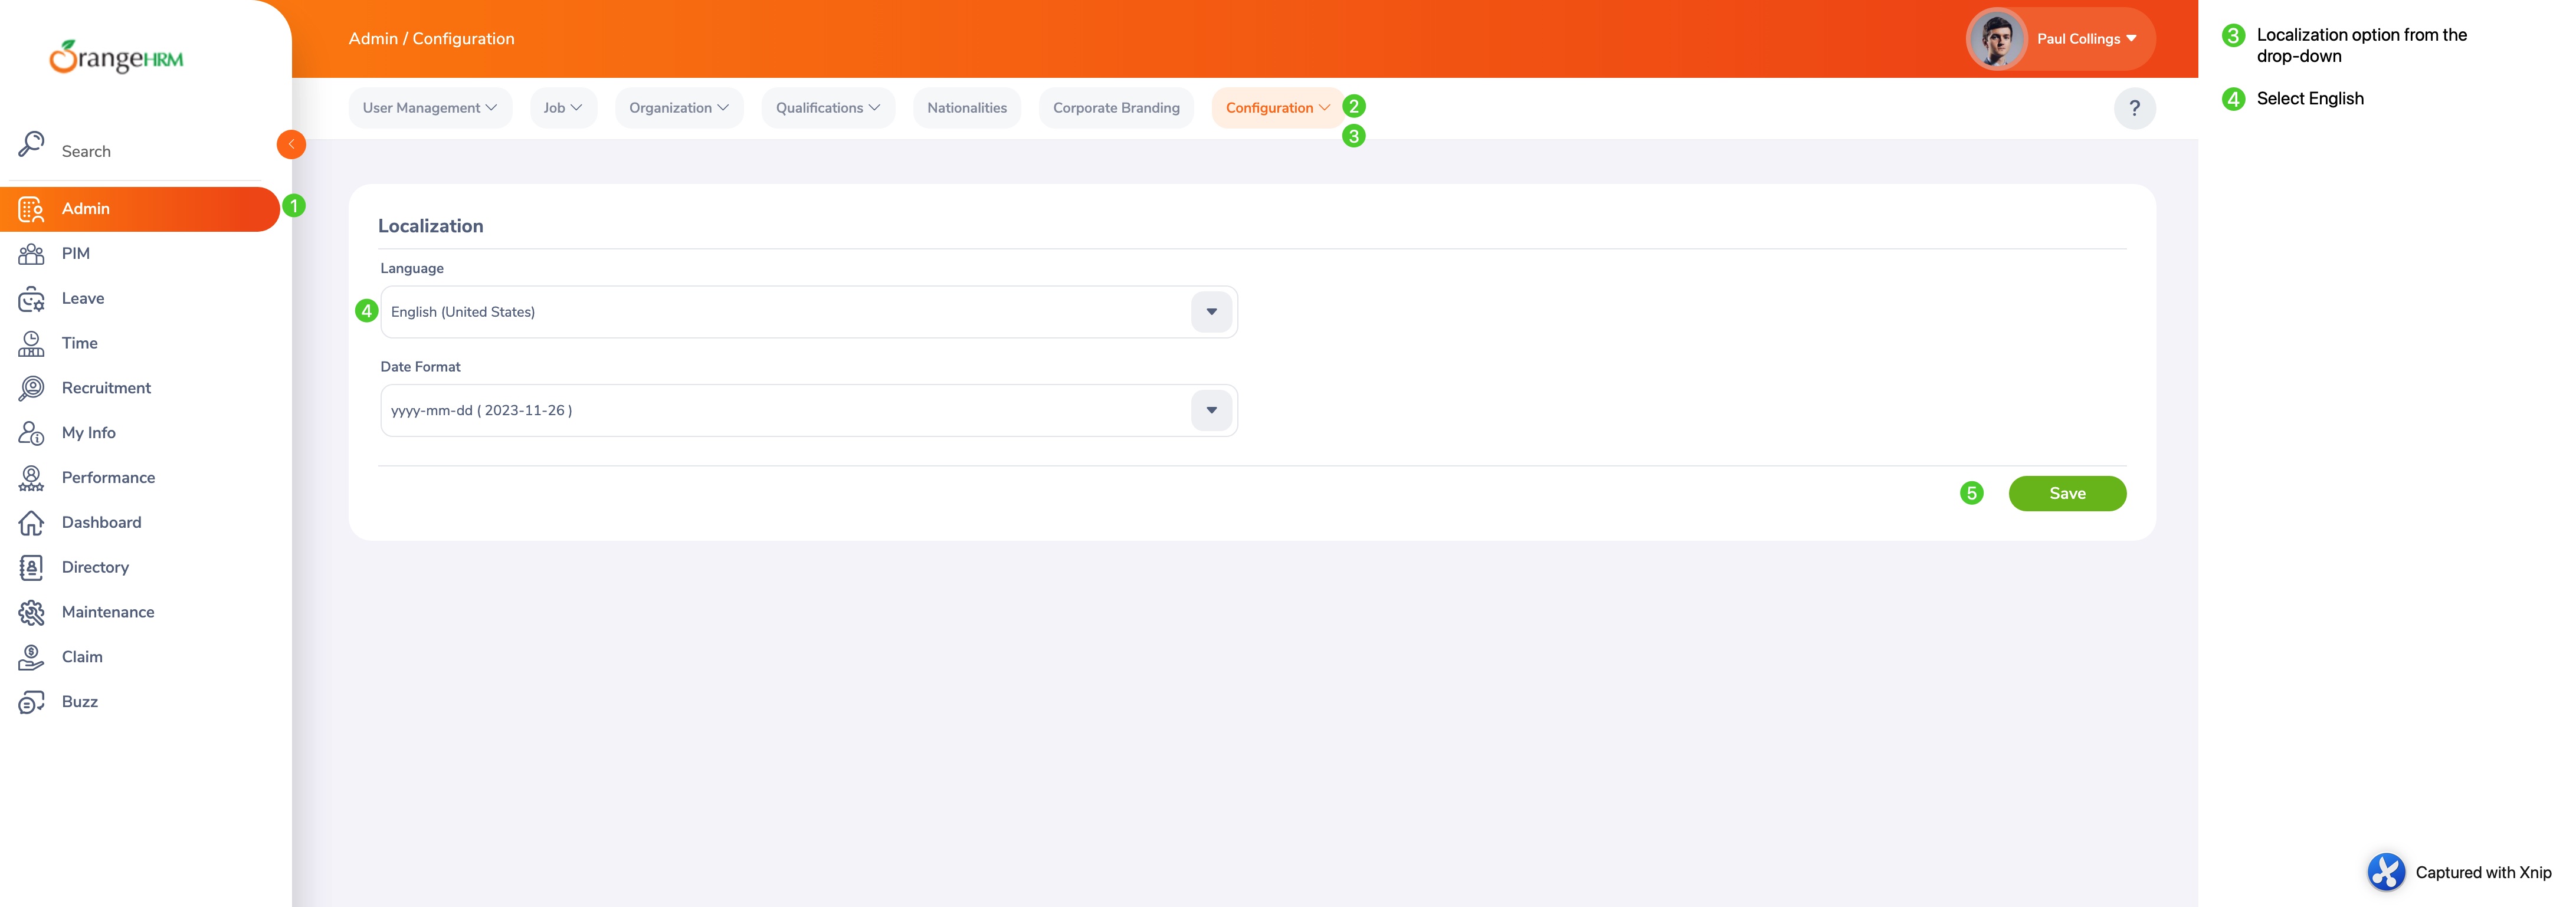 OrangeHRM
Search
Admin
1
PIM
Leave
Time
Recruitment
My Info
Performance
Dashboard
Directory
Maintenance
Claim
Buzz
Admin / Configuration
Paul Collings
User Management
Job
Organization
Qualifications
Nationalities
Corporate Branding
Configuration
2
3
?
Localization
Language
4
English (United States)
Date Format
yyyy-mm-dd ( 2023-11-26 )
5
Save
3 Localization option from the
drop-down
4 Select English
Captured with Xnip